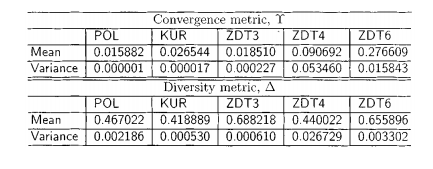 Convergence metric, Υ
POL KUR ZDT3 ZDT4 ZDT6
Mean 0.015882 0.026544 0.018510 0.090692 0.276609
Variance 0.000001 0.000017 0.000227 0.053460 0.015843
Diversity metric, Δ
POL KUR ZDT3 ZDT4 ZDT6
Mean 0.467022 0.418889 0.688218 0.440022 0.655896
Variance 0.002186 0.000530 0.000610 0.026729 0.003302